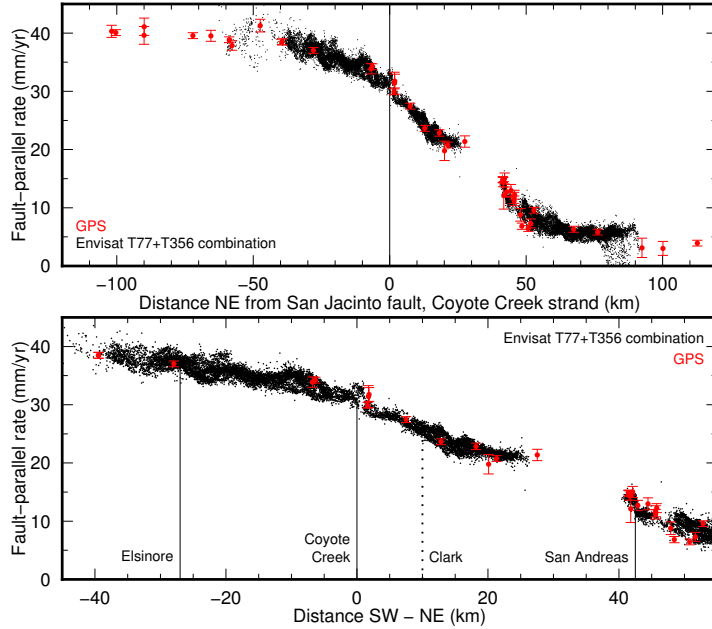 40
30
20
10
0
Fault−parallel rate (mm/yr)
GPS
Envisat T77+T356 combination
−100 −50 0 50 100
Distance NE from San Jacinto fault, Coyote Creek strand (km)
40
30
20
10
0
Fault−parallel rate (mm/yr)
Envisat T77+T356 combination
GPS
Elsinore
Coyote
Creek
Clark
San Andreas
−40 −20 0 20 40
Distance SW − NE (km)